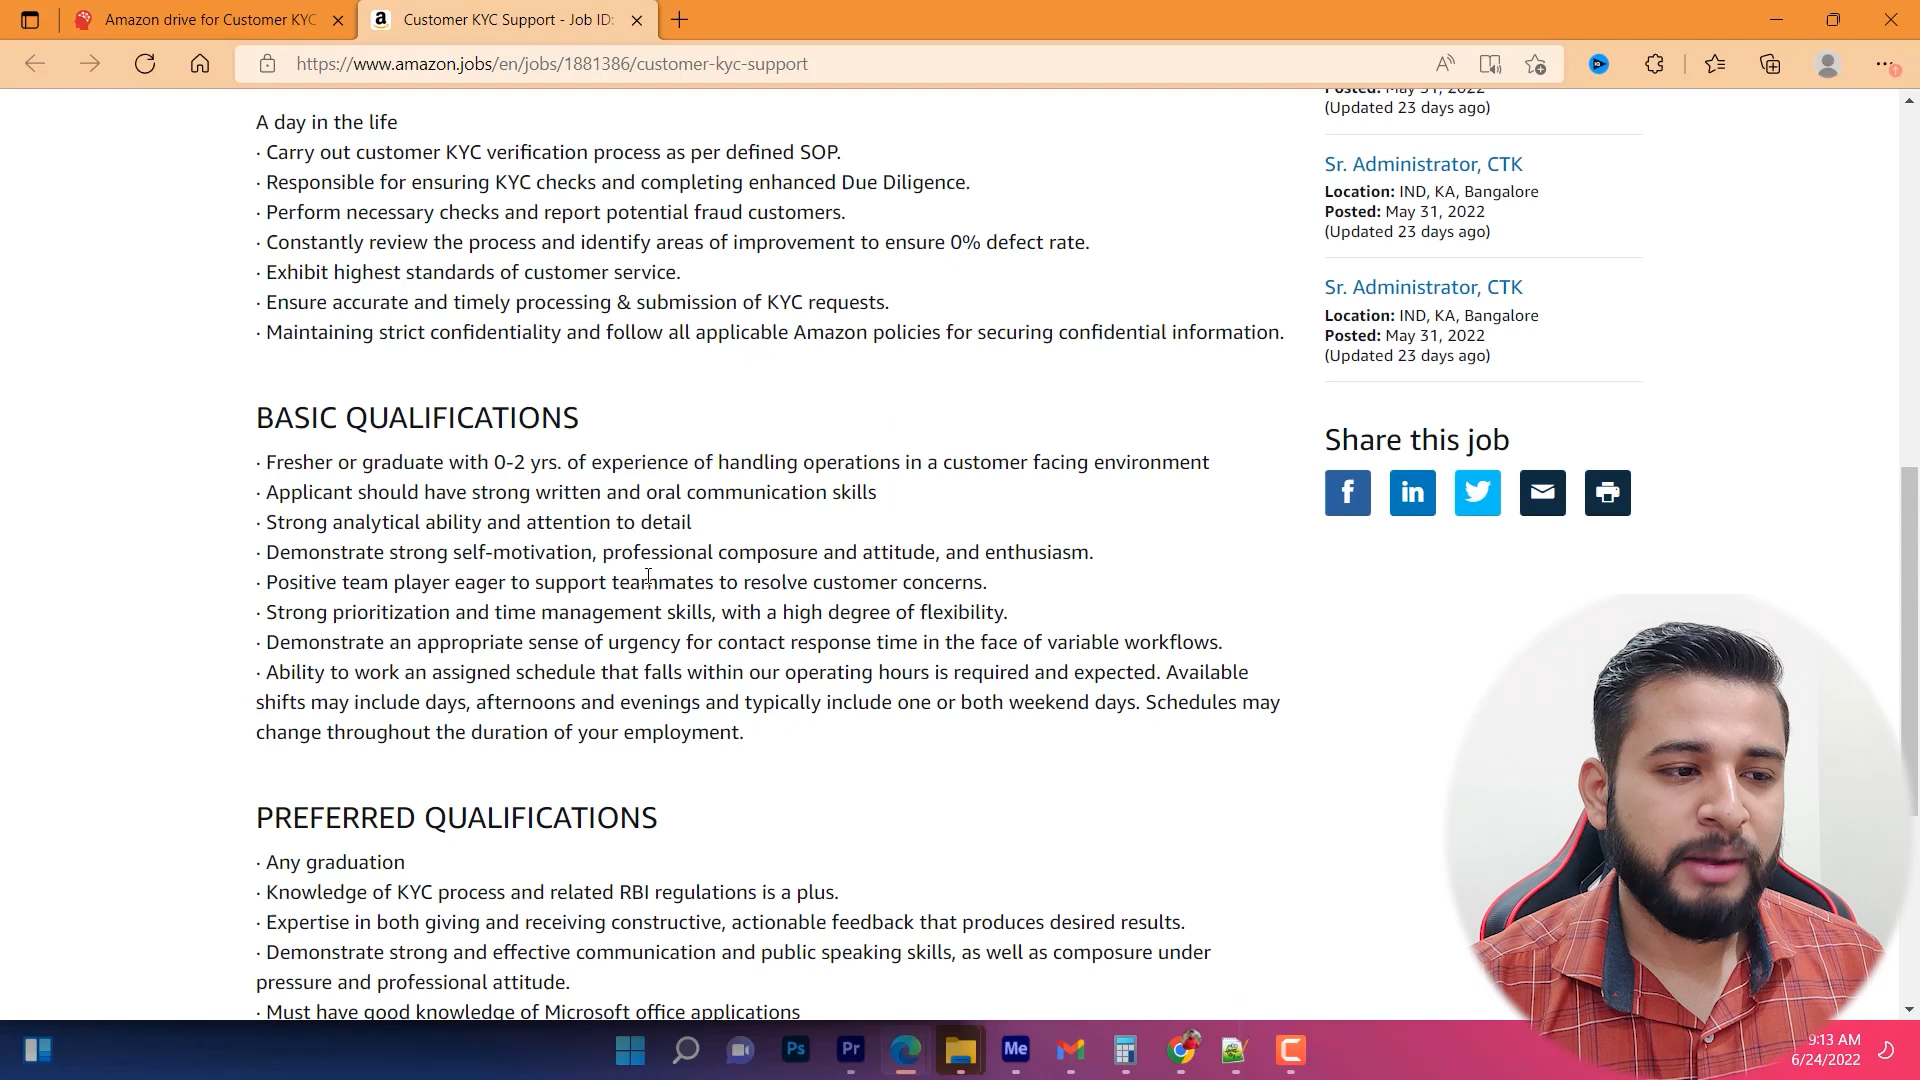 Amazon drive for Customer KYC
Customer KYC Support - Job ID:
https://www.amazon.jobs/en/jobs/1881386/customer-kyc-support
A day in the life
· Carry out customer KYC verification process as per defined SOP.
· Responsible for ensuring KYC checks and completing enhanced Due Diligence.
· Perform necessary checks and report potential fraud customers.
· Constantly review the process and identify areas of improvement to ensure 0% defect rate.
· Exhibit highest standards of customer service.
· Ensure accurate and timely processing & submission of KYC requests.
· Maintaining strict confidentiality and follow all applicable Amazon policies for securing confidential information.
BASIC QUALIFICATIONS
· Fresher or graduate with 0-2 yrs. of experience of handling operations in a customer facing environment
· Applicant should have strong written and oral communication skills
· Strong analytical ability and attention to detail
· Demonstrate strong self-motivation, professional composure and attitude, and enthusiasm.
· Positive team player eager to support teammates to resolve customer concerns.
· Strong prioritization and time management skills, with a high degree of flexibility.
· Demonstrate an appropriate sense of urgency for contact response time in the face of variable workflows.
· Ability to work an assigned schedule that falls within our operating hours is required and expected. Available
shifts may include days, afternoons and evenings and typically include one or both weekend days. Schedules may
change throughout the duration of your employment.
PREFERRED QUALIFICATIONS
· Any graduation
· Knowledge of KYC process and related RBI regulations is a plus.
· Expertise in both giving and receiving constructive, actionable feedback that produces desired results.
· Demonstrate strong and effective communication and public speaking skills, as well as composure under
pressure and professional attitude.
· Must have good knowledge of Microsoft office applications
Posted: May 31, 2022
(Updated 23 days ago)
Sr. Administrator, CTK
Location: IND, KA, Bangalore
Posted: May 31, 2022
(Updated 23 days ago)
Sr. Administrator, CTK
Location: IND, KA, Bangalore
Posted: May 31, 2022
(Updated 23 days ago)
Share this job
f
in
Ps
Pr
Me
9:13 AM
6/24/2022